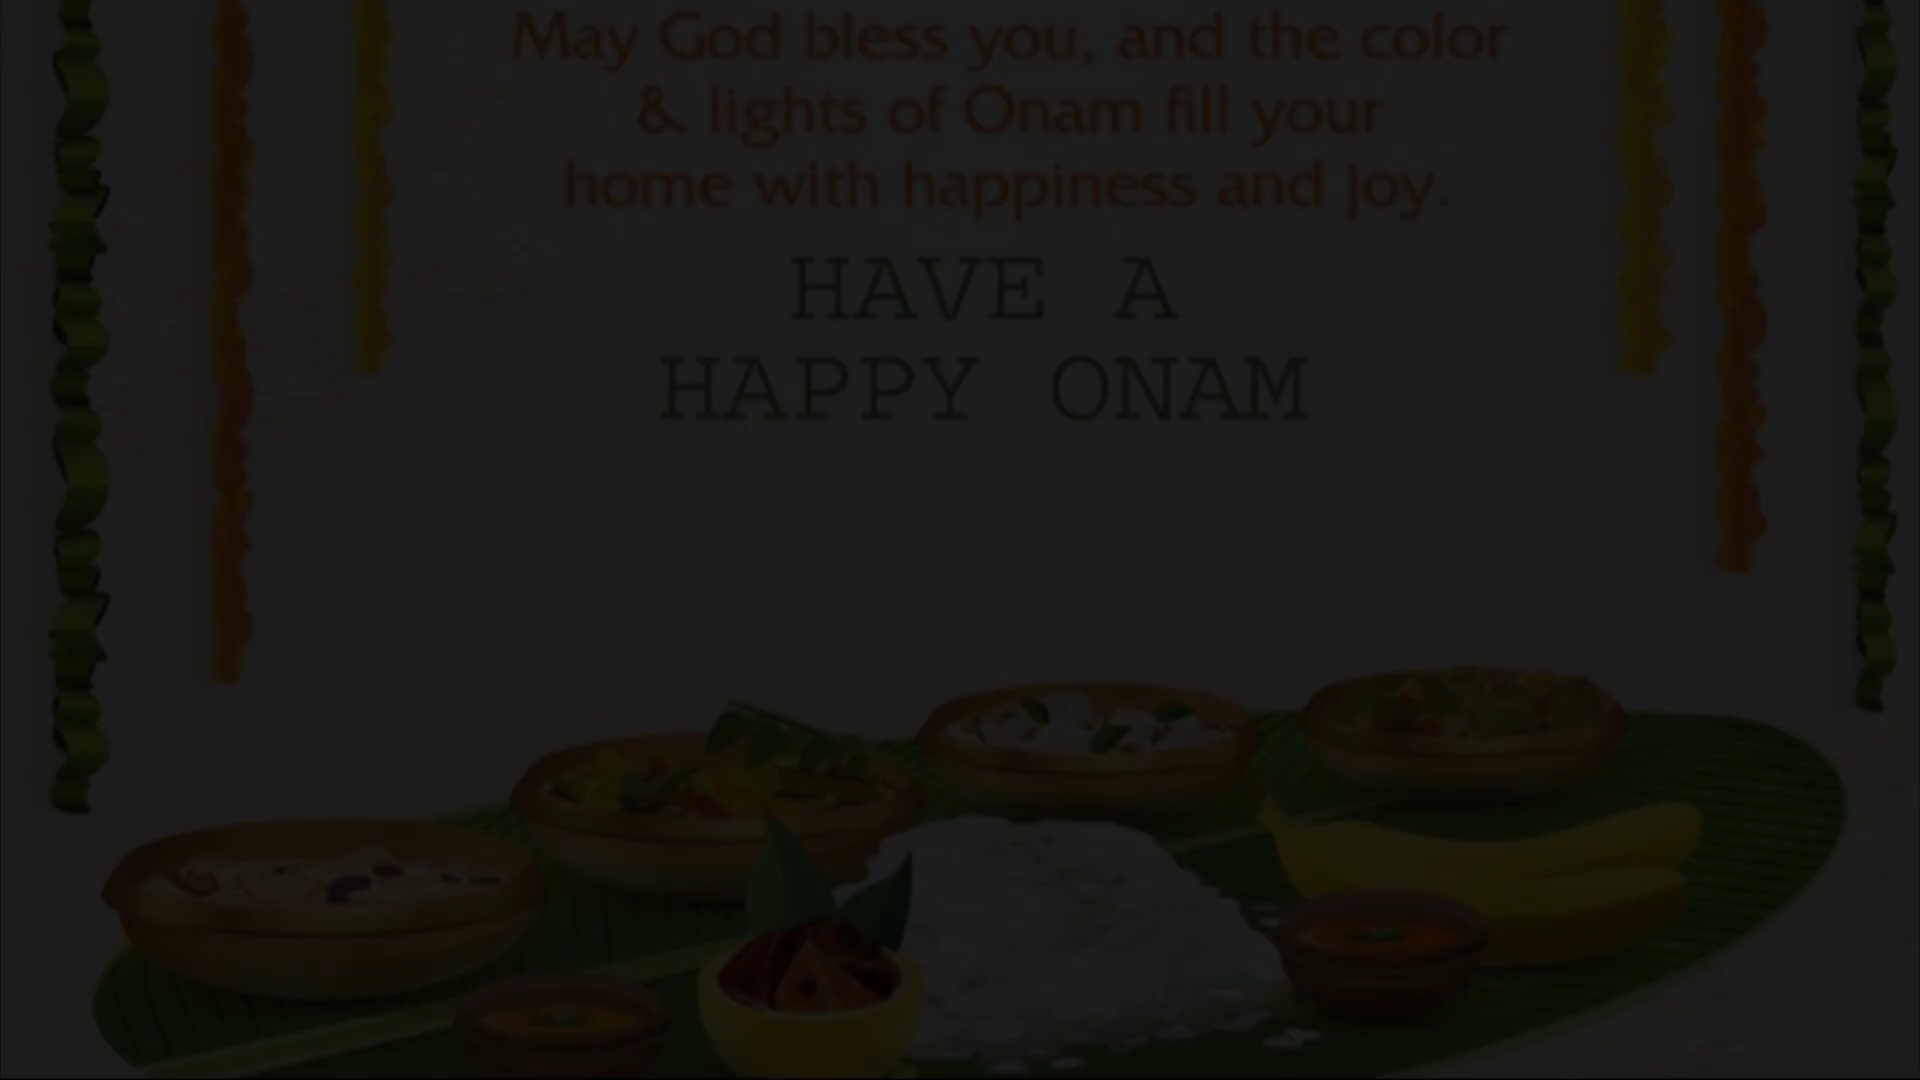 May God bless you, and the color
& lights of Onam fill your
home with happiness and joy.
HAVE A
HAPPY ONAM